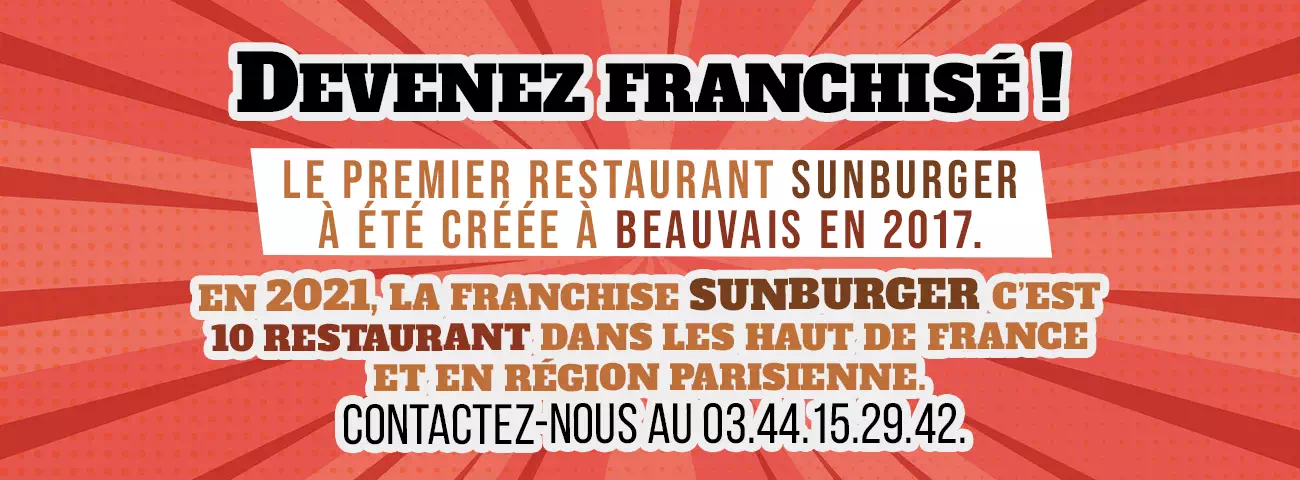 DEVENEZ FRANCHISÉ !
LE PREMIER RESTAURANT SUNBURGER
À ÉTÉ CRÉÉE À BEAUVAIS EN 2017.
EN 2021, LA FRANCHISE SUNBURGER C'EST
10 RESTAURANT DANS LES HAUT DE FRANCE
ET EN RÉGION PARISIENNE.
CONTACTEZ-NOUS AU 03.44.15.29.42.